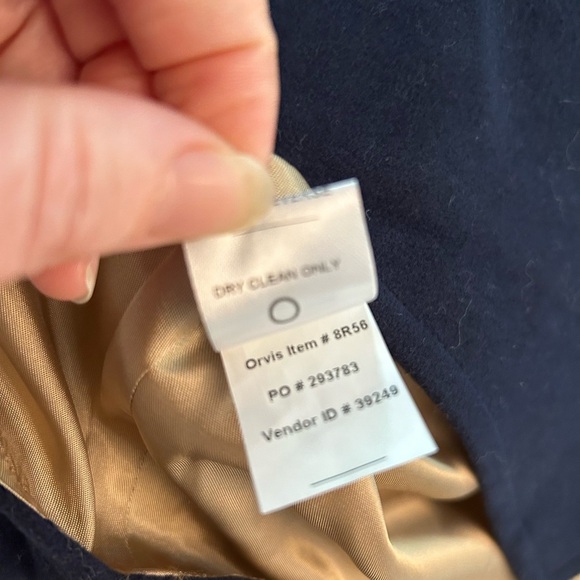 DRY CLEAN ONLY
Orvis Item # 8R56
PO # 293783
Vendor ID # 39249